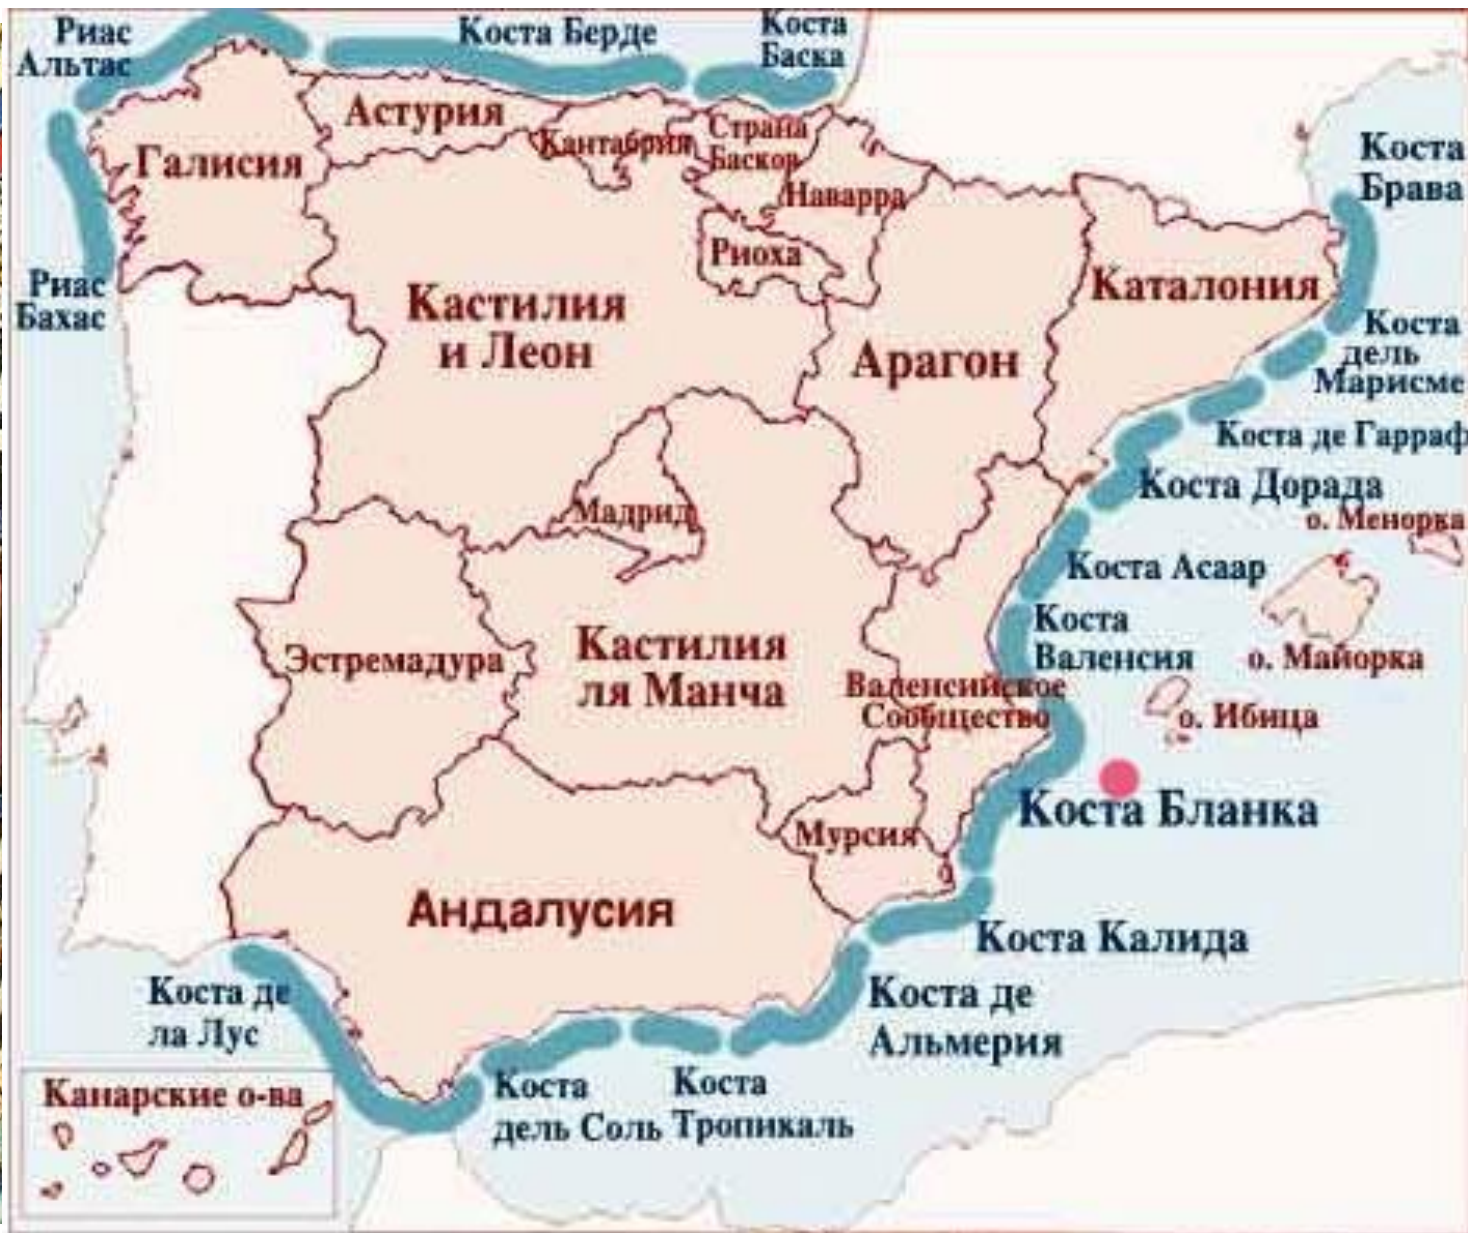 Риас
Альтас
Коста Берде
Коста
Баска
Астурия
Кантабрия
Страна
Басков
Галисия
Наварра
Коста
Брава
Риоха
Риас
Бахас
Кастилия
и Леон
Каталония
Арагон
Коста
дель
Марисме
Коста де Гарраф
Коста Дорада
о. Менорка
Мадрид
Коста Асаар
Коста
Валенсия
о. Майорка
Эстремадура
Кастилия
ля Манча
Валенсийское
Сообщество
о. Ибица
Коста Бланка
Мурсия
Андалусия
Коста Калида
Коста де
ла Лус
Коста де
Альмерия
Канарские о-ва
Коста
дель Соль
Коста
Тропикаль